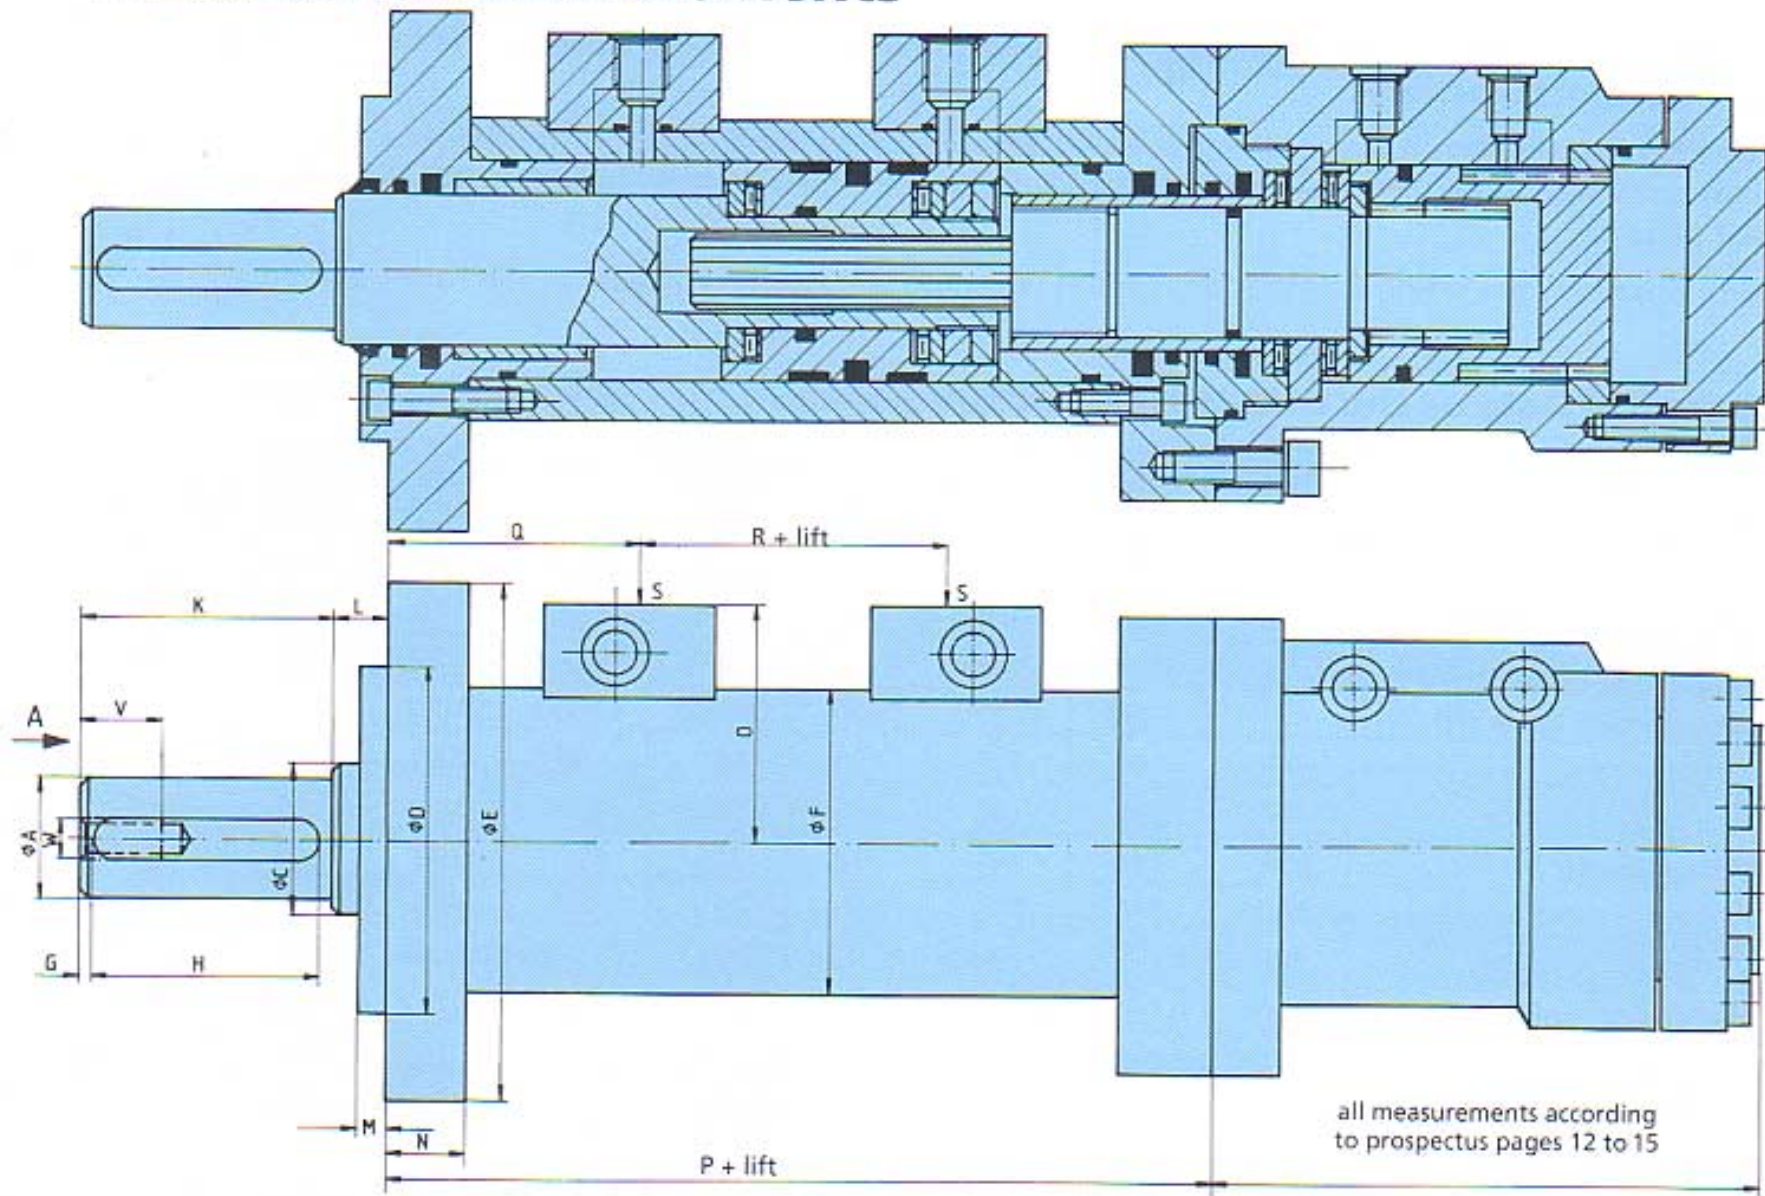 Q
R + lift
S
S
K
L
V
A
O
ΦA
W
ΦC
ΦD
ΦE
ΦF
G
H
M
N
P + lift
all measurements according
to prospectus pages 12 to 15